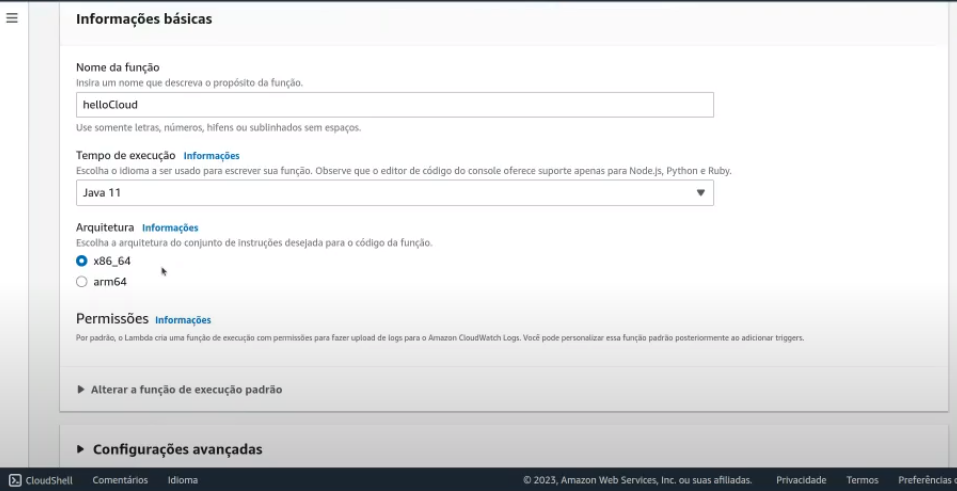 Informações básicas
Nome da função
Insira um nome que descreva o propósito da função.
helloCloud
Use somente letras, números, hifens ou sublinhados sem espaços.
Tempo de execução Informações
Escolha o idioma a ser usado para escrever sua função. Observe que o editor de código do console oferece suporte apenas para Node.js, Python e Ruby.
Java 11
Arquitetura Informações
Escolha a arquitetura do conjunto de instruções desejada para o código da função.
x86_64
arm64
Permissões Informações
Por padrão, o Lambda cria uma função de execução com permissões para fazer upload de logs para o Amazon CloudWatch Logs. Você pode personalizar essa função padrão posteriormente ao adicionar triggers.
Alterar a função de execução padrão
Configurações avançadas
CloudShell Comentários Idioma © 2023, Amazon Web Services, Inc. ou suas afiliadas. Privacidade Termos Preferências